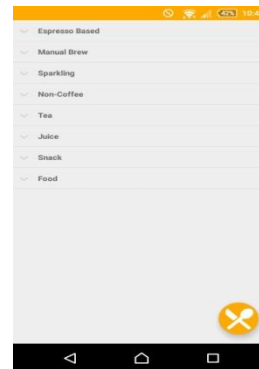 10:4
Espresso Based
Manual Brew
Sparkling
Non-Coffee
Tea
Juice
Snack
Food